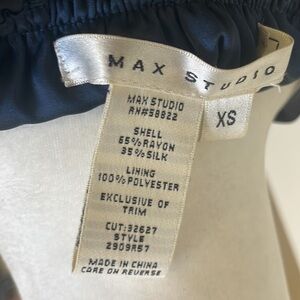 MAX STUDIO
XS
MAX STUDIO
RN#58822
SHELL
65%RAYON
35%SILK
LINING
100%POLYESTER
EXCLUSIVE OF
TRIM
CUT:32627
STYLE
2909R57
MADE IN CHINA
CARE ON REVERSE